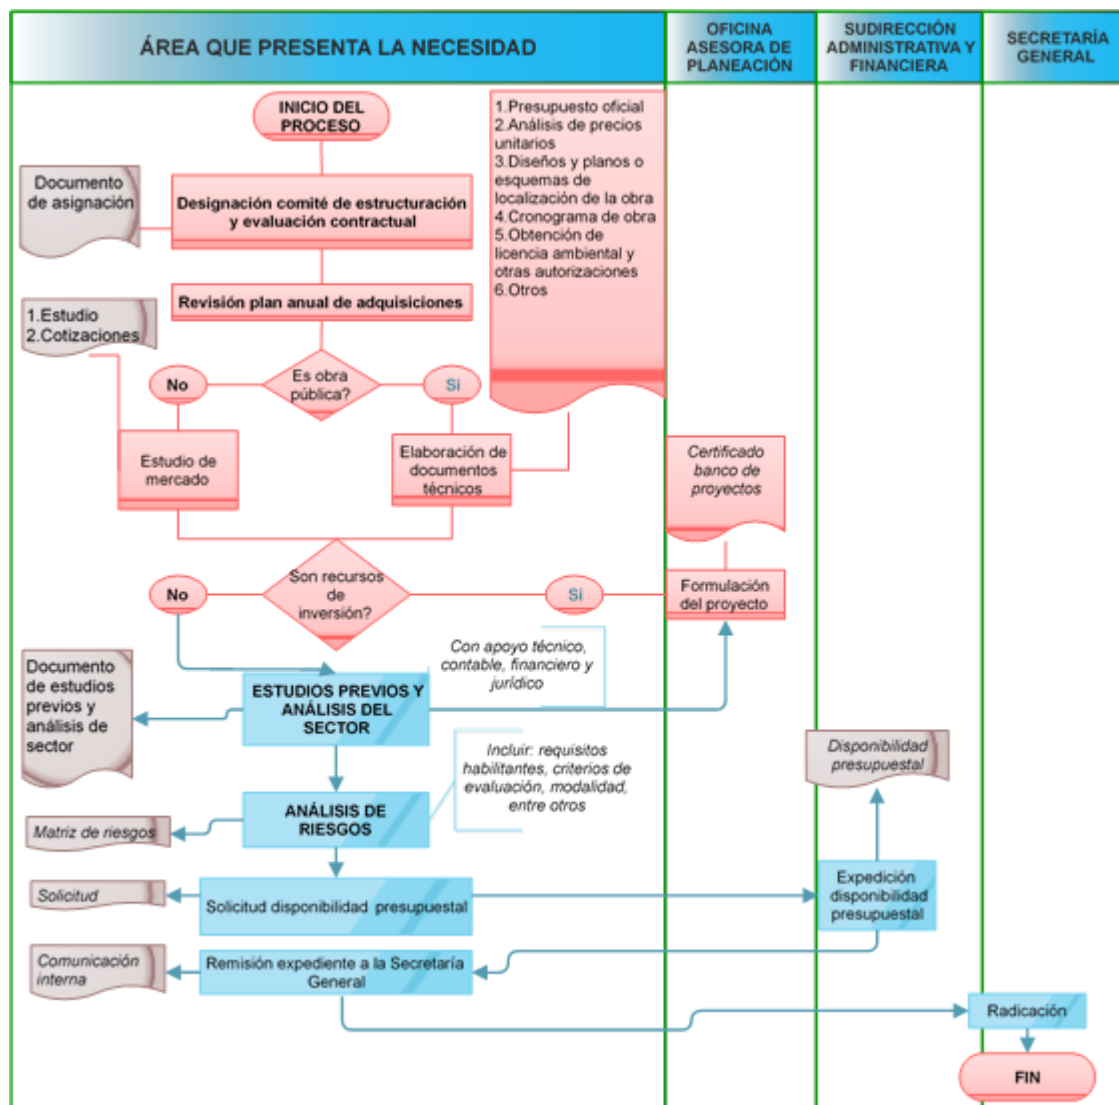 ÁREA QUE PRESENTA LA NECESIDAD
OFICINA
ASESORA DE
PLANEACIÓN
SUDIRECCIÓN
ADMINISTRATIVA Y
FINANCIERA
SECRETARÍA
GENERAL
INICIO DEL
PROCESO
1.Presupuesto oficial
2.Análisis de precios
unitarios
3.Diseños y planos o
esquemas de
localización de la obra
4.Cronograma de obra
5.Obtención de
licencia ambiental y
otras autorizaciones
6.Otros
Documento
de asignación
Designación comité de estructuración
y evaluación contractual
Revisión plan anual de adquisiciones
1.Estudio
2.Cotizaciones
No
Es obra
pública?
Si
Estudio de
mercado
Elaboración de
documentos
técnicos
Certificado
banco de
proyectos
No
Son recursos
de
inversión?
Si
Formulación
del proyecto
Con apoyo técnico,
contable, financiero y
jurídico
Documento
de estudios
previos y
análisis de
sector
ESTUDIOS PREVIOS Y
ANÁLISIS DEL
SECTOR
Incluir: requisitos
habilitantes, criterios de
evaluación, modalidad,
entre otros
Disponibilidad
presupuestal
Matriz de riesgos
ANÁLISIS DE
RIESGOS
Solicitud
Solicitud disponibilidad presupuestal
Expedición
disponibilidad
presupuestal
Comunicación
interna
Remisión expediente a la Secretaría
General
Radicación
FIN